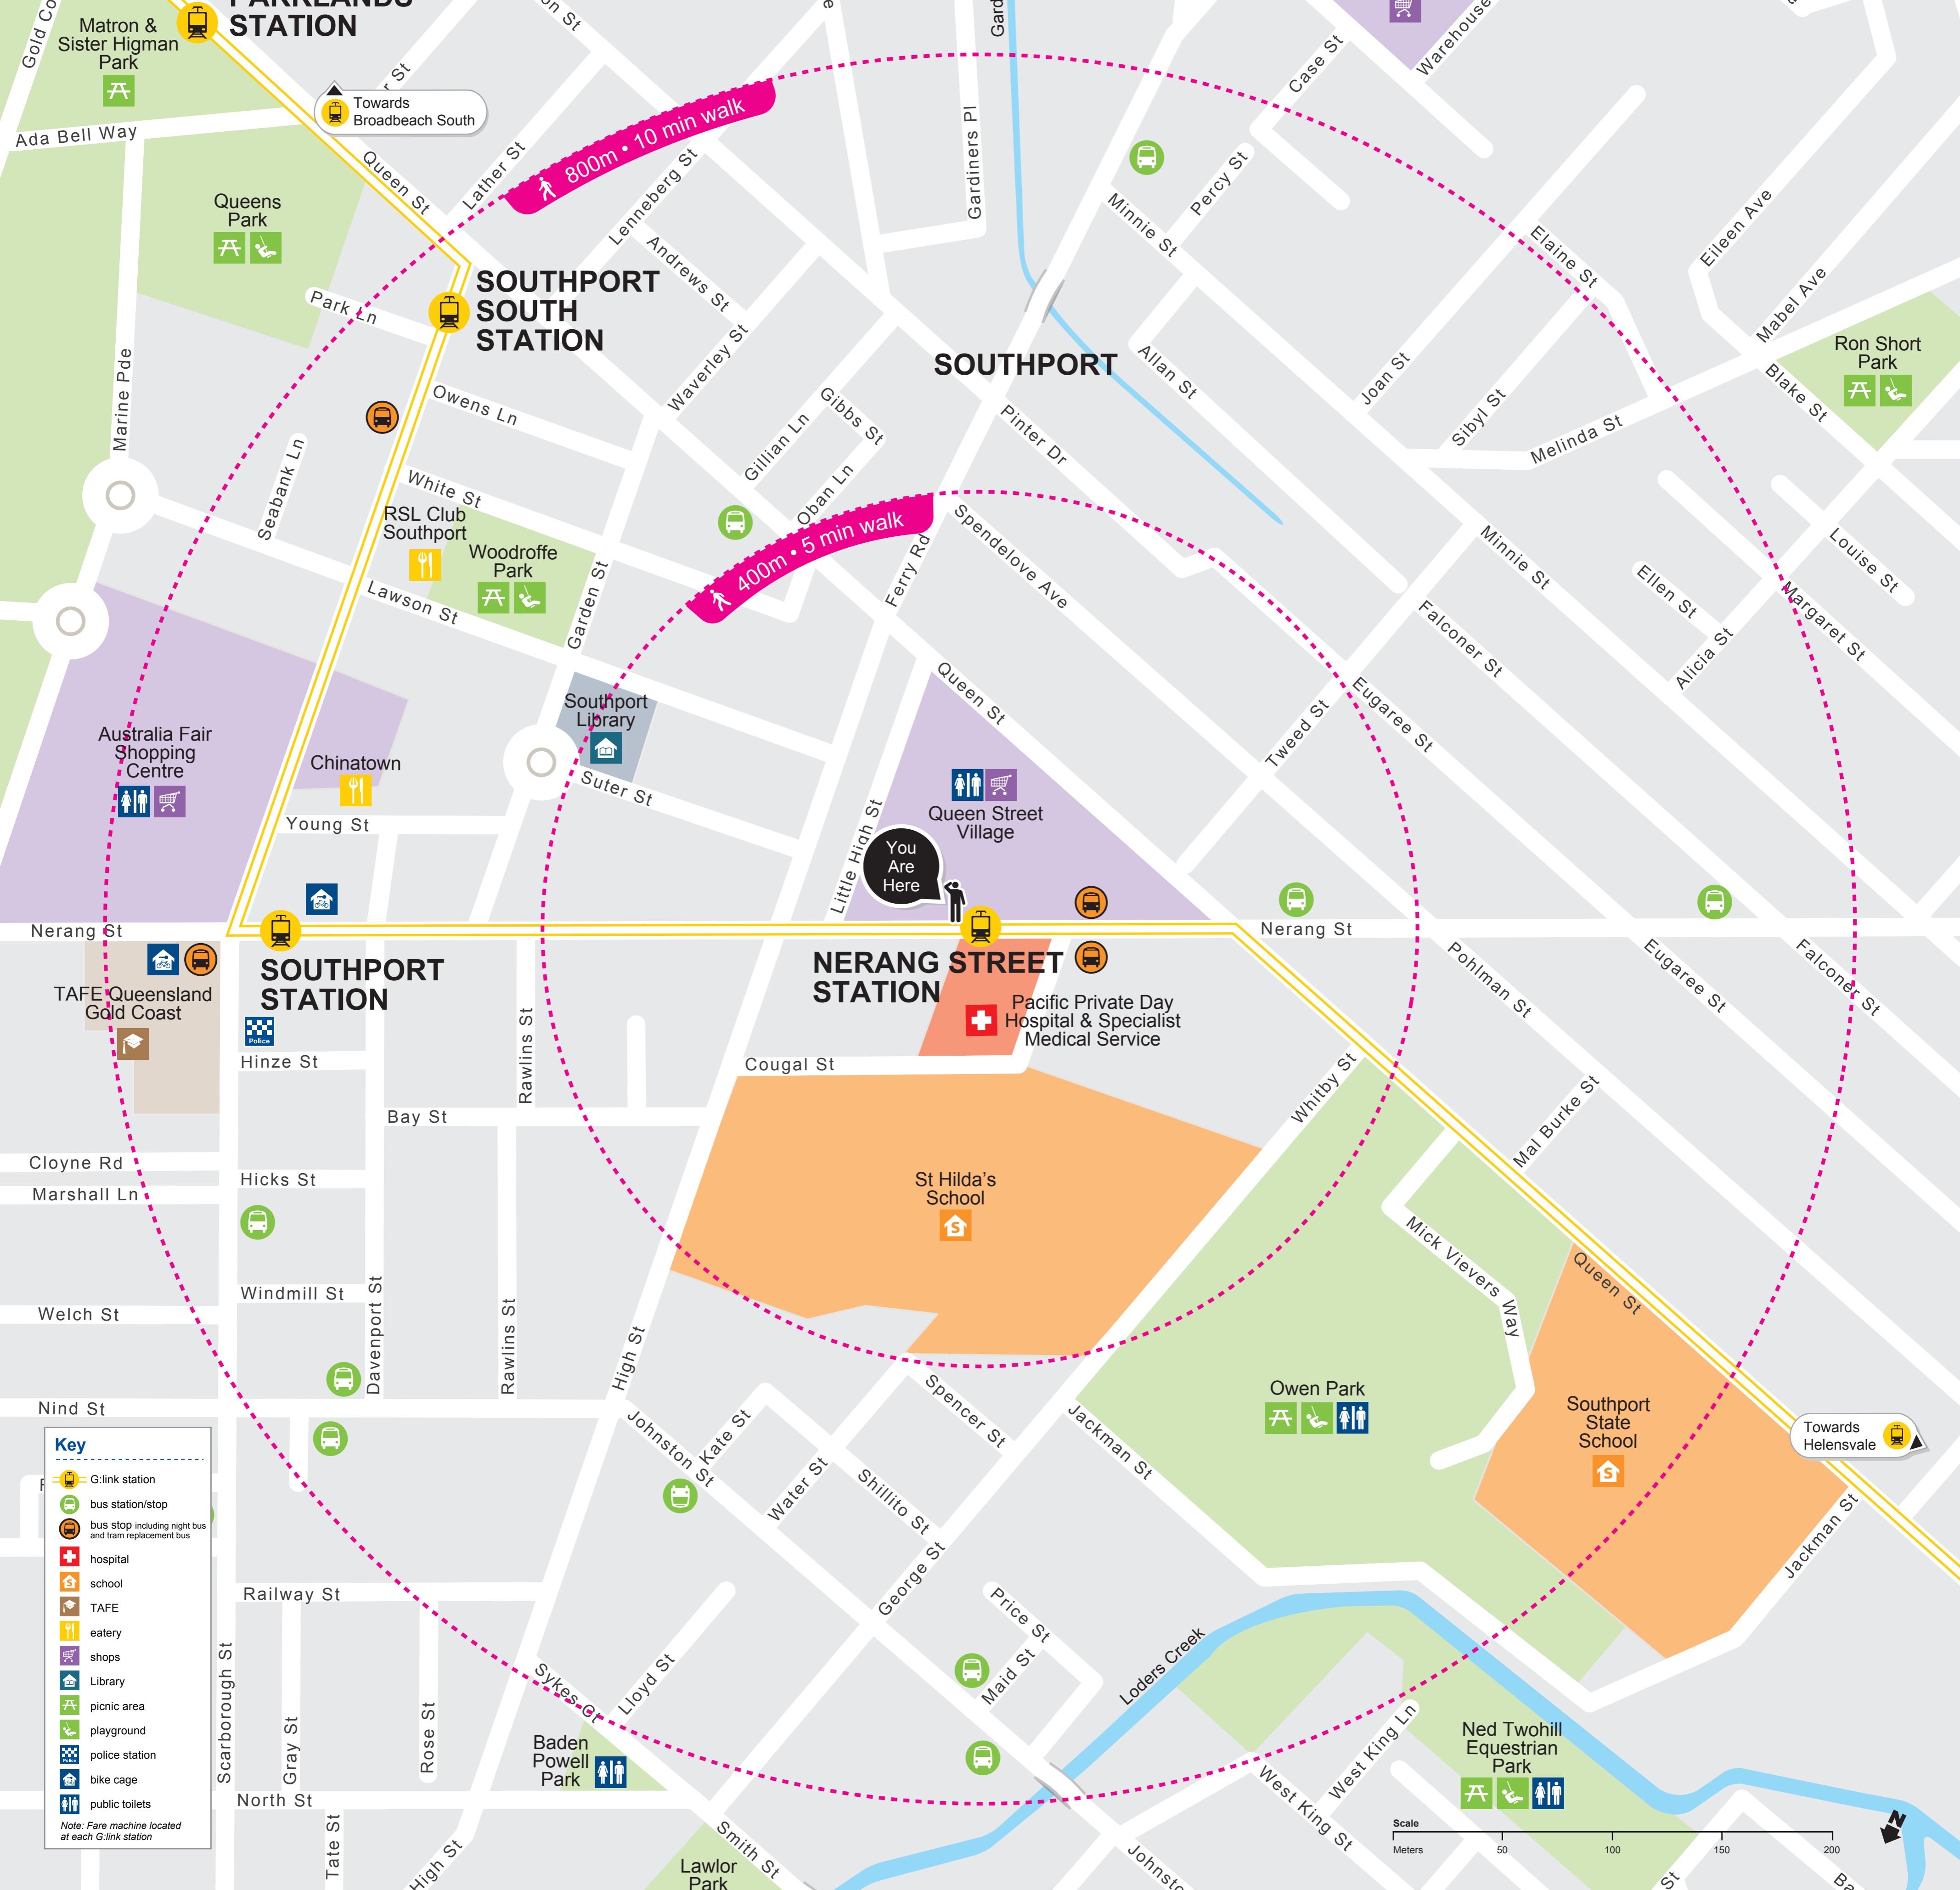 PARKLANDS
STATION
Matron &
Sister Higman
Park
Towards
Broadbeach South
Ada Bell Way
Queen St
Lather St
800m • 10 min walk
Lenneberg St
Gardiners Pl
Case St
Warehouse
Percy St
Minnie St
Queens
Park
Andrews St
Elaine St
Eileen Ave
Mabel Ave
Park Ln
SOUTHPORT
SOUTH
STATION
Waverley St
SOUTHPORT
Allan St
Joan St
Sibyl St
Melinda St
Blake St
Ron Short
Park
Marine Pde
Owens Ln
Gibbs St
Gillian Ln
Pinter Dr
Seabank Ln
White St
Oban Ln
RSL Club
Southport
Woodroffe
Park
400m • 5 min walk
Ferry Rd
Spendelove Ave
Minnie St
Louise St
Ellen St
Margaret St
Lawson St
Garden St
Falconer St
Alicia St
Southport
Library
Queen St
Eugaree St
Tweed St
Australia Fair
Shopping
Centre
Chinatown
Suter St
Young St
Little High St
Queen Street
Village
You
Are
Here
Nerang St
Nerang St
SOUTHPORT
STATION
NERANG STREET
STATION
Pohlman St
Eugaree St
Falconer St
TAFE Queensland
Gold Coast
Police
Pacific Private Day
Hospital & Specialist
Medical Service
Hinze St
Rawlins St
Cougal St
Whitby St
Mal Burke St
Bay St
Cloyne Rd
Marshall Ln
Hicks St
St Hilda's
School
S
Mick Vievers Way
Queen St
Windmill St
Welch St
Davenport St
Rawlins St
High St
Nind St
Johnston St
Kate St
Spencer St
Jackman St
Owen Park
Southport
State
School
S
Towards
Helensvale
Water St
Shillito St
George St
Jackman St
Key
G:link station
bus station/stop
bus stop including night bus
and tram replacement bus
hospital
school
TAFE
eatery
shops
Library
picnic area
playground
police station
bike cage
public toilets
Note: Fare machine located
at each G:link station
Railway St
Price St
Maid St
Loders Creek
Scarborough St
Gray St
Rose St
Sykes Ct
Lloyd St
Baden
Powell
Park
West King Ln
Ned Twohill
Equestrian
Park
North St
Tate St
High St
Smith St
Lawlor
Park
West King St
Scale
Meters
50
100
150
200
N